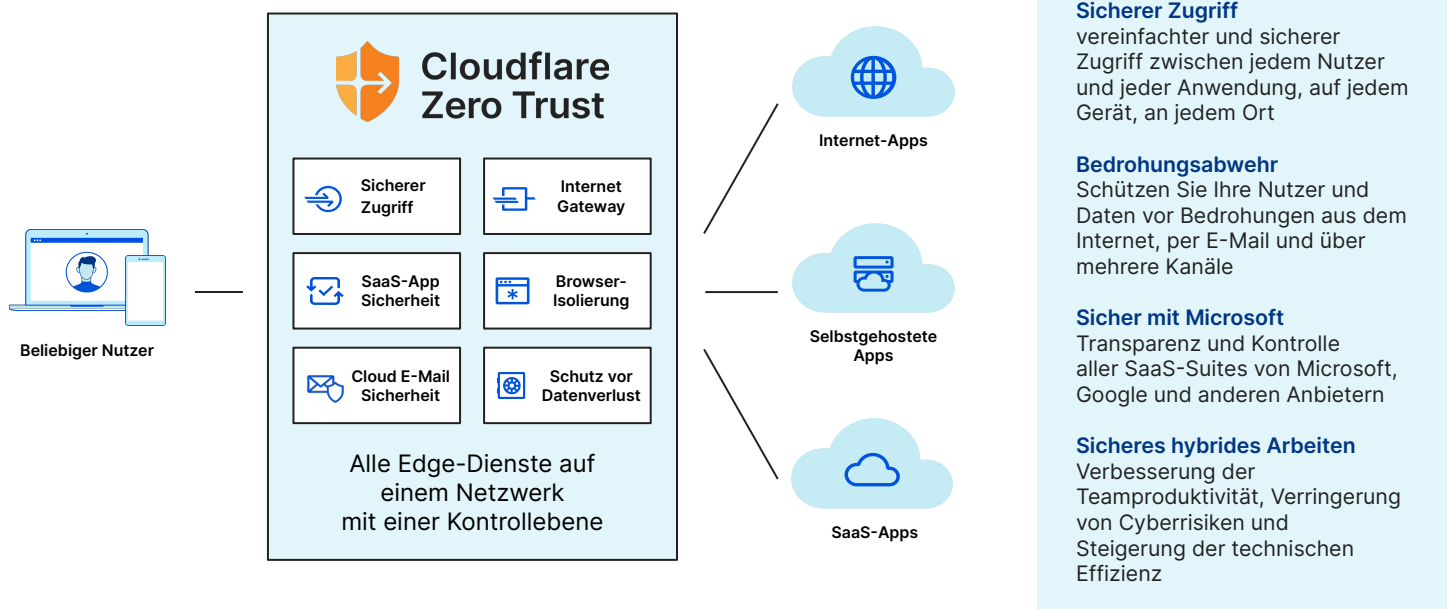 Beliebiger Nutzer
Cloudflare
Zero Trust
Sicherer
Zugriff
Internet
Gateway
SaaS-App
Sicherheit
Browser-
Isolierung
Cloud E-Mail
Sicherheit
Schutz vor
Datenverlust
Alle Edge-Dienste auf
einem Netzwerk
mit einer Kontrollebene
Internet-Apps
Selbstgehostete
Apps
SaaS-Apps
Sicherer Zugriff
vereinfachter und sicherer
Zugriff zwischen jedem Nutzer
und jeder Anwendung, auf jedem
Gerät, an jedem Ort
Bedrohungsabwehr
Schützen Sie Ihre Nutzer und
Daten vor Bedrohungen aus dem
Internet, per E-Mail und über
mehrere Kanäle
Sicher mit Microsoft
Transparenz und Kontrolle
aller SaaS-Suites von Microsoft,
Google und anderen Anbietern
Sicheres hybrides Arbeiten
Verbesserung der
Teamproduktivität, Verringerung
von Cyberrisiken und
Steigerung der technischen
Effizienz